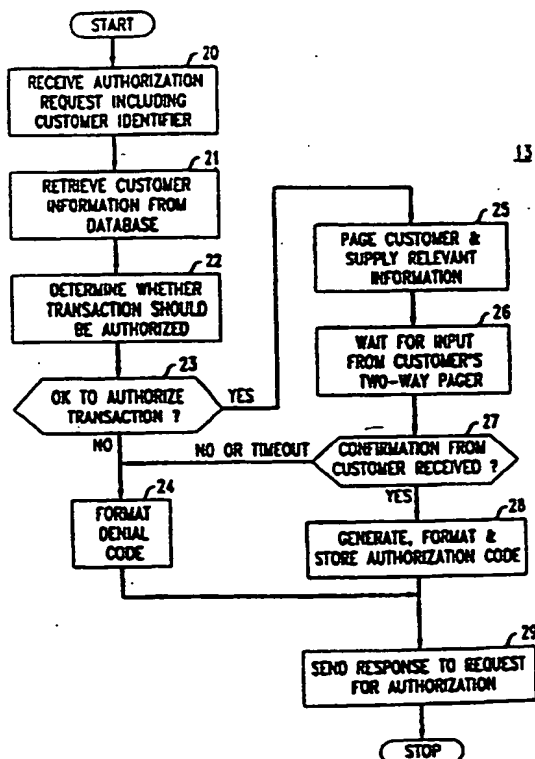 START
20
RECEIVE AUTHORIZATION
REQUEST INCLUDING
CUSTOMER IDENTIFIER
21
RETRIEVE CUSTOMER
INFORMATION FROM
DATABASE
22
DETERMINE WHETHER
TRANSACTION SHOULD
BE AUTHORIZED
23
OK TO AUTHORIZE
TRANSACTION ?
YES
NO
24
FORMAT
DENIAL
CODE
13
25
PAGE CUSTOMER &
SUPPLY RELEVANT
INFORMATION
26
WAIT FOR INPUT
FROM CUSTOMER'S
TWO-WAY PAGER
27
CONFIRMATION FROM
CUSTOMER RECEIVED ?
NO OR TIMEOUT
YES
28
GENERATE, FORMAT &
STORE AUTHORIZATION CODE
29
SEND RESPONSE TO REQUEST
FOR AUTHORIZATION
STOP